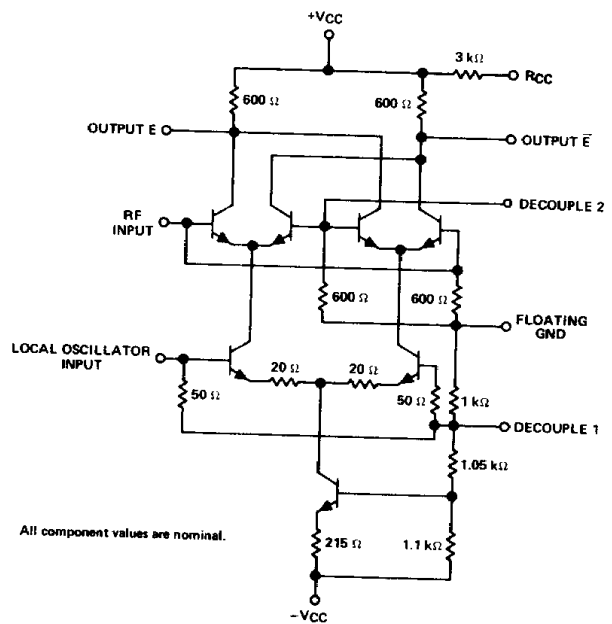 +VCC
3 kΩ
RCC
600 Ω
600 Ω
OUTPUT E
OUTPUT E̅
DECOUPLE 2
RF
INPUT
600 Ω
600 Ω
FLOATING
GND
LOCAL OSCILLATOR
INPUT
20 Ω
20 Ω
50 Ω
50 Ω
1 kΩ
DECOUPLE 1
1.05 kΩ
All component values are nominal.
215 Ω
1.1 kΩ
−VCC